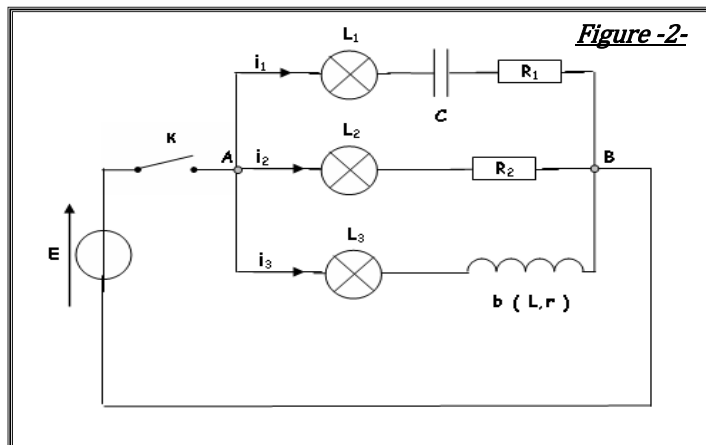 Figure -2-
L₁
i₁
R₁
C
K
A
i₂
L₂
R₂
B
E
i₃
L₃
b ( L,r )